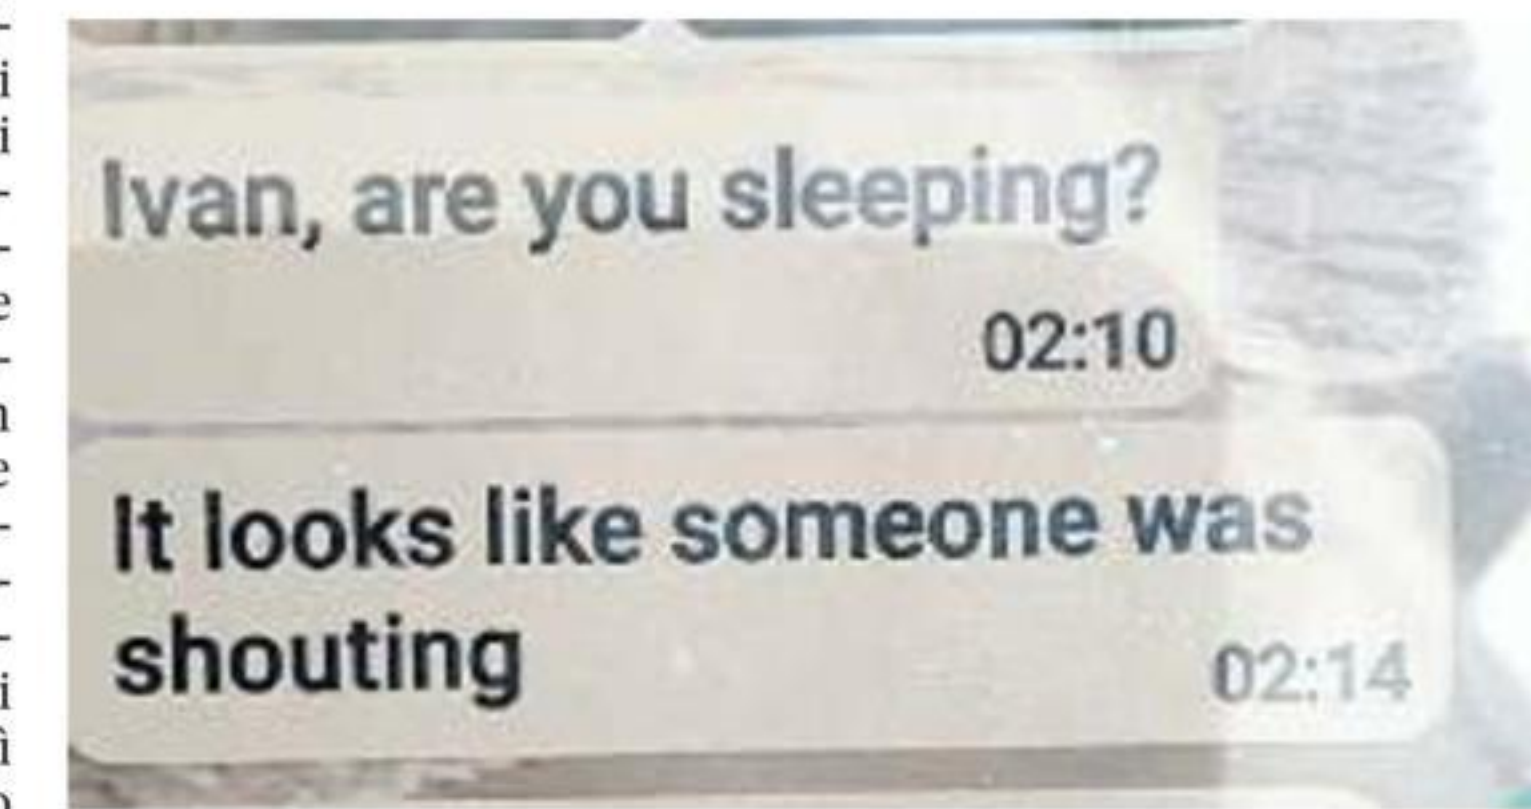 Ivan, are you sleeping?
02:10
It looks like someone was
shouting
02:14